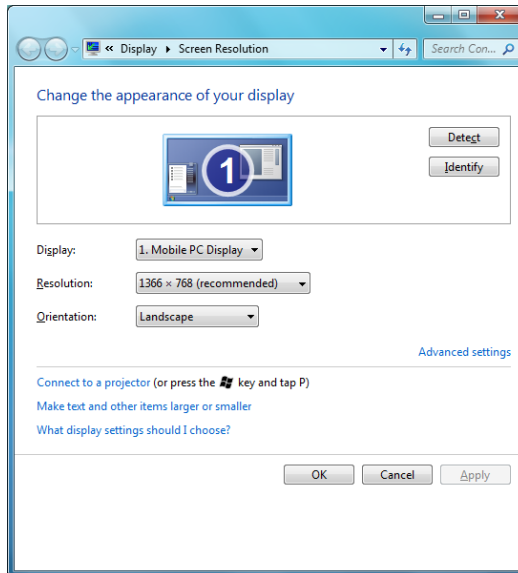 « Display ▸ Screen Resolution
Search Con...
Change the appearance of your display
1
Detect
Identify
Display:
1. Mobile PC Display
Resolution:
1366 × 768 (recommended)
Orientation:
Landscape
Advanced settings
Connect to a projector (or press the key and tap P)
Make text and other items larger or smaller
What display settings should I choose?
OK
Cancel
Apply